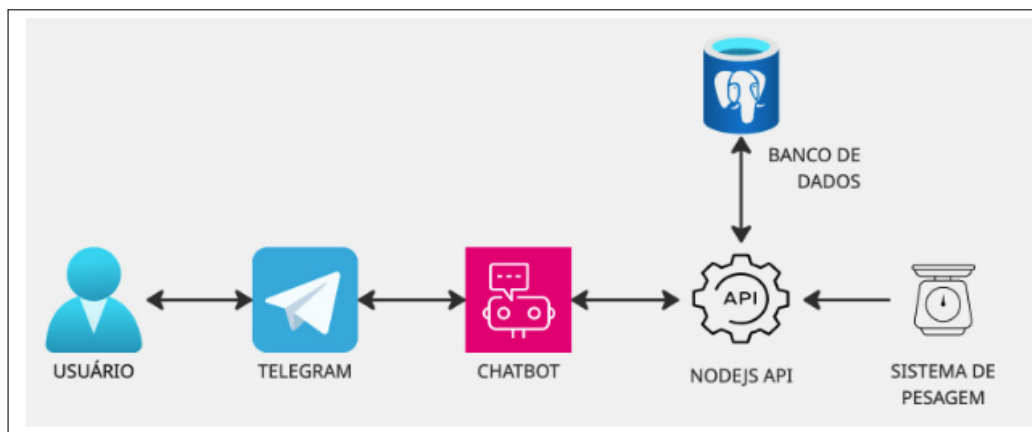 BANCO DE
DADOS
API
USUÁRIO
TELEGRAM
CHATBOT
NODEJS API
SISTEMA DE
PESAGEM